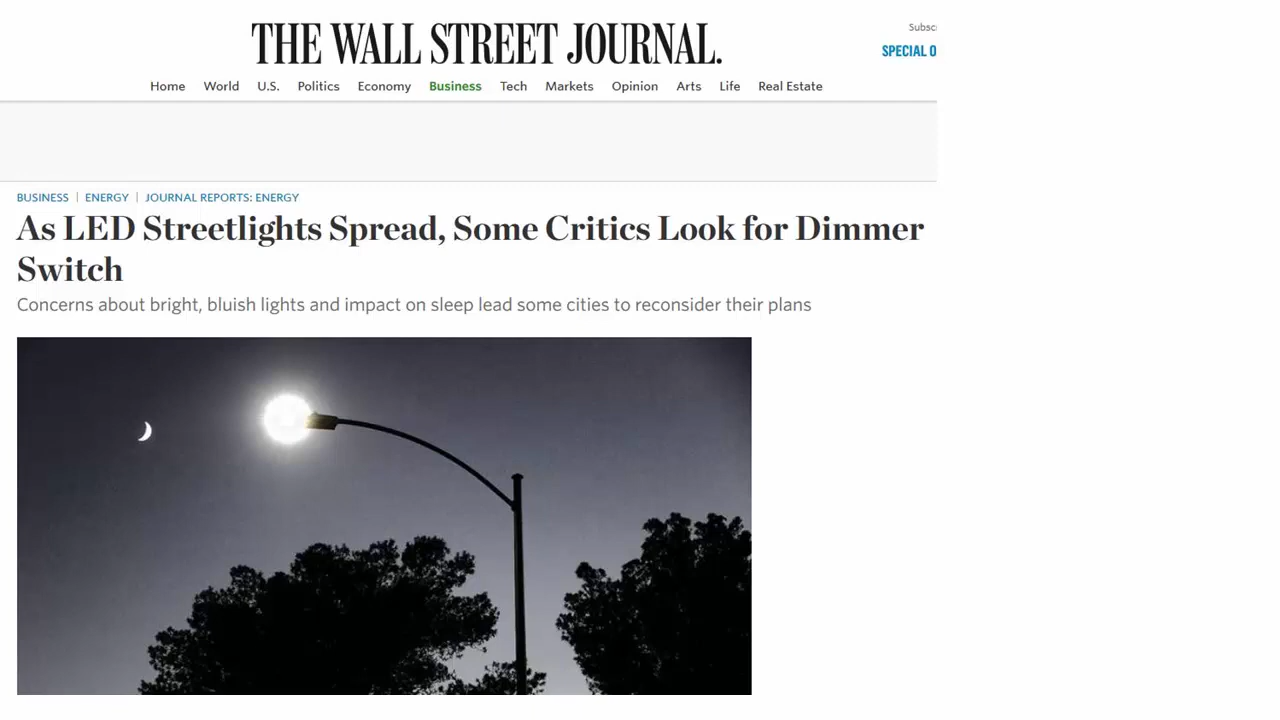 THE WALL STREET JOURNAL.
SPECIAL
Home World U.S. Politics Economy Business Tech Markets Opinion Arts Life Real Estate
BUSINESS | ENERGY | JOURNAL REPORTS: ENERGY
As LED Streetlights Spread, Some Critics Look for Dimmer
Switch
Concerns about bright, bluish lights and impact on sleep lead some cities to reconsider their plans